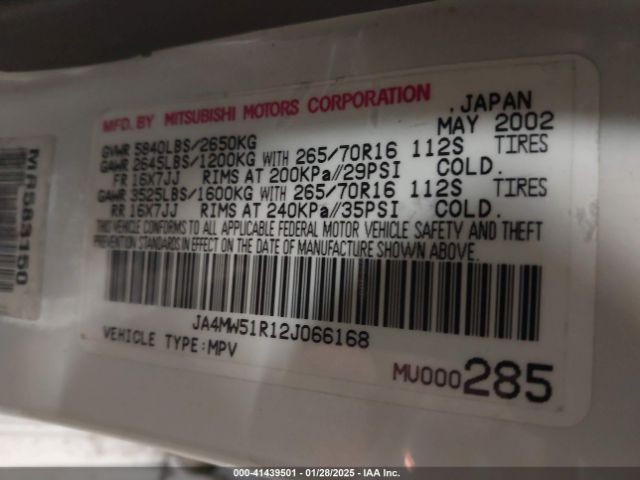 MFD. BY MITSUBISHI MOTORS CORPORATION , JAPAN
GVWR 5840LBS/2650KG MAY 2002
GAWR 2645LBS/1200KG WITH 265/70R16 112S TIRES
FR 16X7JJ RIMS AT 200KPa//29PSI COLD.
GAWR 3525LBS/1600KG WITH 265/70R16 112S TIRES
RR 16X7JJ RIMS AT 240KPa//35PSI COLD.
THIS VEHICLE CONFORMS TO ALL APPLICABLE FEDERAL MOTOR VEHICLE SAFETY AND THEFT
PREVENTION STANDARDS IN EFFECT ON THE DATE OF MANUFACTURE SHOWN ABOVE.
JA4MW51R12J066168
VEHICLE TYPE:MPV
MU000285
MR583150
000-41439501 - 01/28/2025 - IAA Inc.